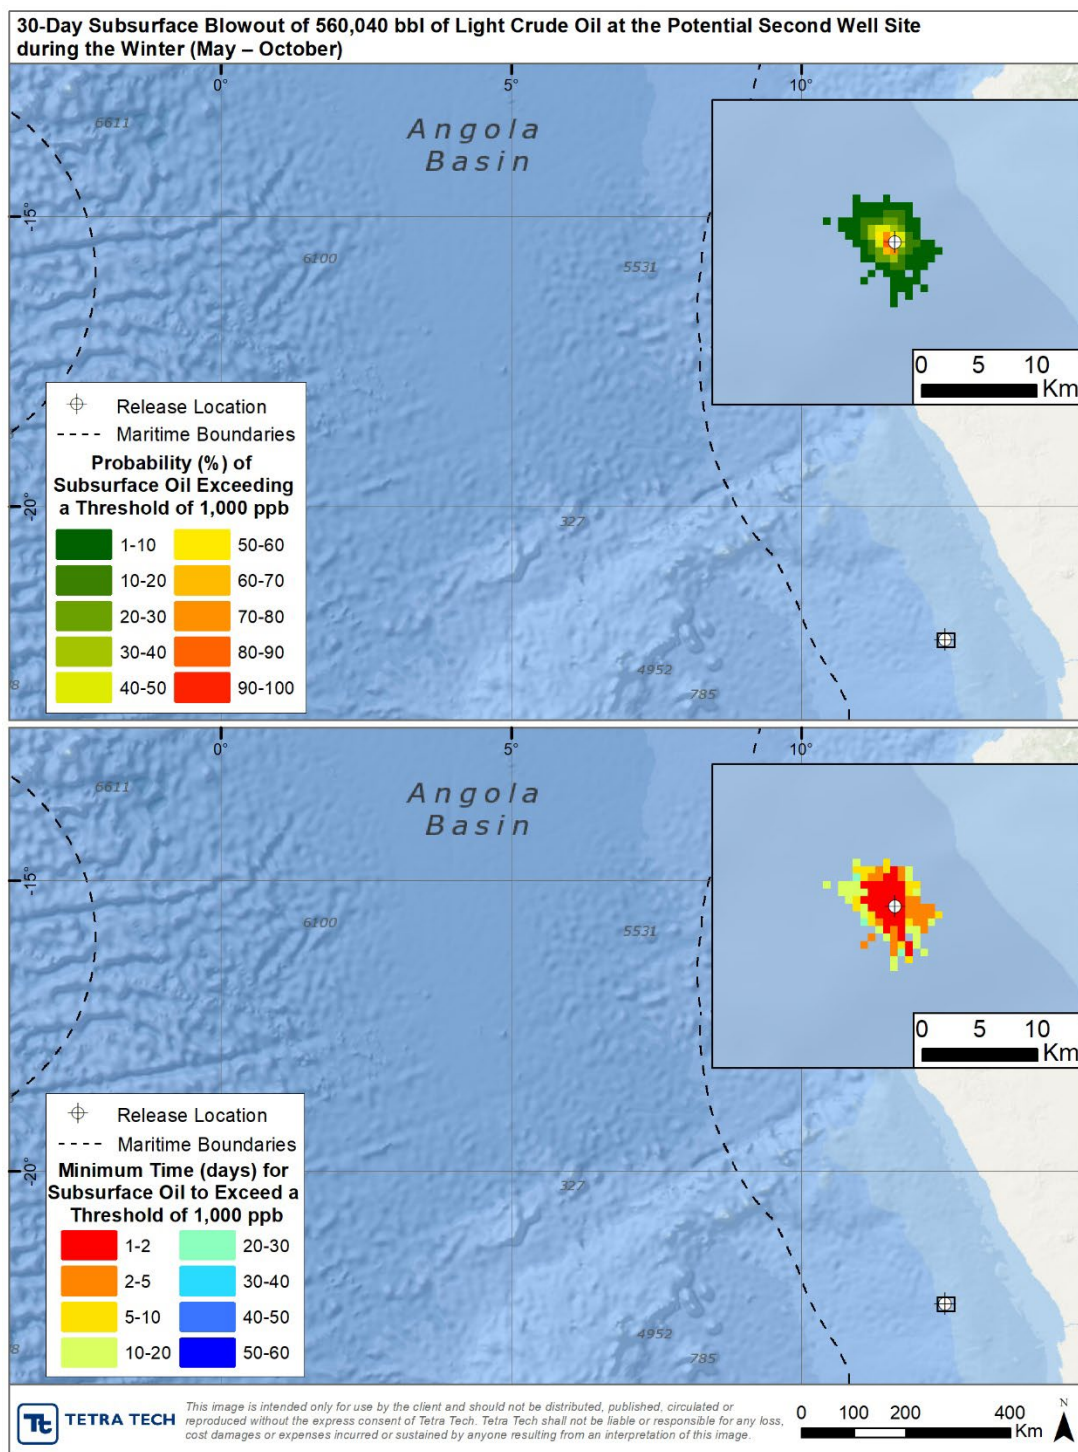 30-Day Subsurface Blowout of 560,040 bbl of Light Crude Oil at the Potential Second Well Site
during the Winter (May – October)
0° 5° 10°
6611
Angola
Basin
-15°
6100
5531
0 5 10
Km
Release Location
Maritime Boundaries
Probability (%) of
Subsurface Oil Exceeding
a Threshold of 1,000 ppb
1-10 50-60
10-20 60-70
20-30 70-80
30-40 80-90
40-50 90-100
-20°
327
4952
785
0° 5° 10°
6611
Angola
Basin
-15°
6100
5531
0 5 10
Km
Release Location
Maritime Boundaries
Minimum Time (days) for
Subsurface Oil to Exceed a
Threshold of 1,000 ppb
1-2 20-30
2-5 30-40
5-10 40-50
10-20 50-60
-20°
327
4952
785
Tt TETRA TECH
This image is intended only for use by the client and should not be distributed, published, circulated or
reproduced without the express consent of Tetra Tech. Tetra Tech shall not be liable or responsible for any loss,
cost damages or expenses incurred or sustained by anyone resulting from an interpretation of this image.
0 100 200 400
Km
N